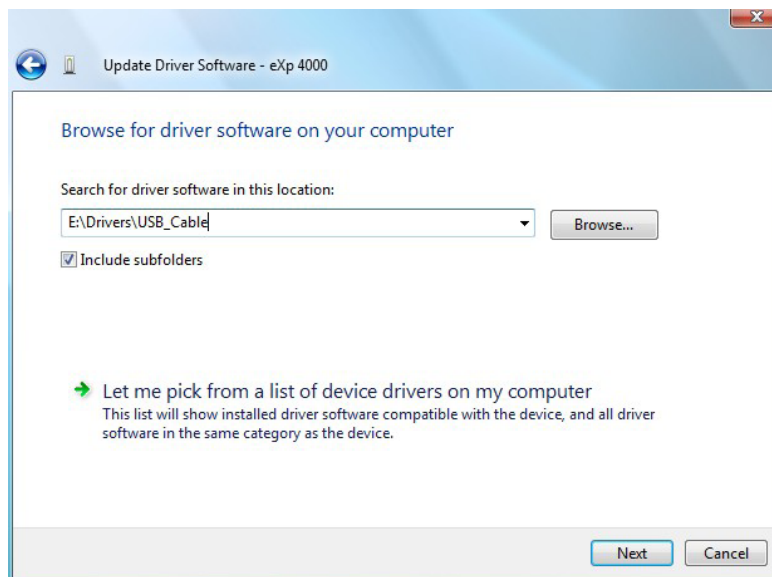 Update Driver Software - eXp 4000
Browse for driver software on your computer
Search for driver software in this location:
E:\Drivers\USB_Cable
Browse...
Include subfolders
Let me pick from a list of device drivers on my computer
This list will show installed driver software compatible with the device, and all driver
software in the same category as the device.
Next
Cancel